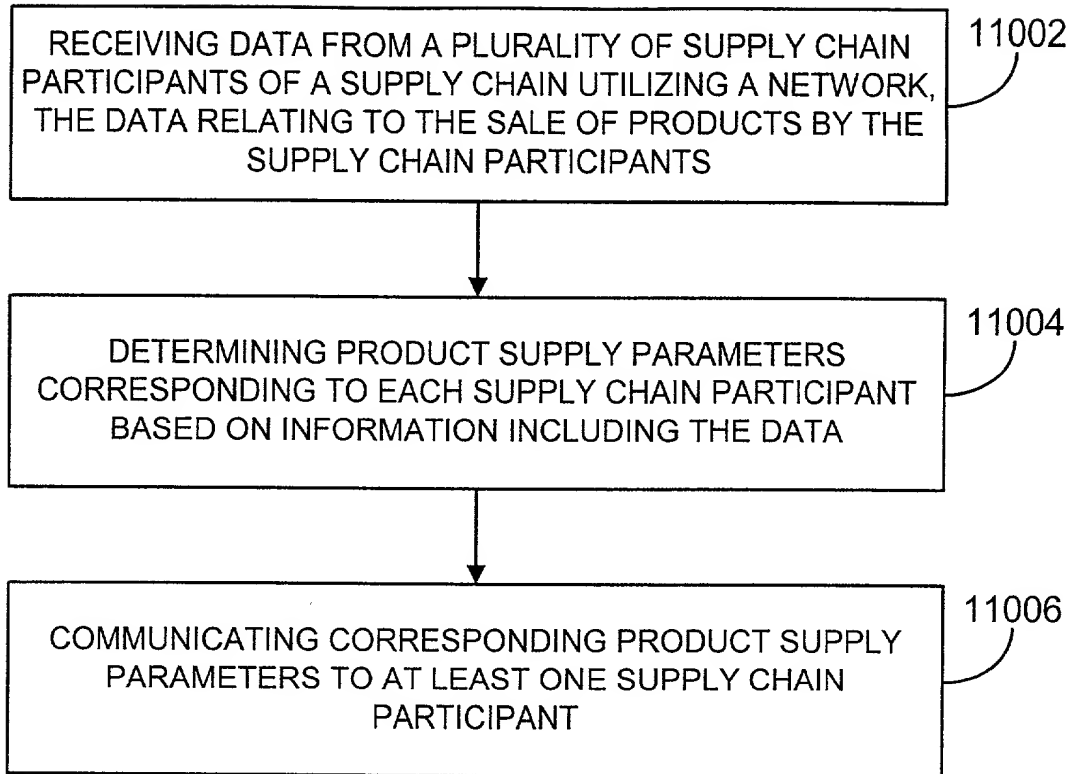 RECEIVING DATA FROM A PLURALITY OF SUPPLY CHAIN
PARTICIPANTS OF A SUPPLY CHAIN UTILIZING A NETWORK,
THE DATA RELATING TO THE SALE OF PRODUCTS BY THE
SUPPLY CHAIN PARTICIPANTS
11002
DETERMINING PRODUCT SUPPLY PARAMETERS
CORRESPONDING TO EACH SUPPLY CHAIN PARTICIPANT
BASED ON INFORMATION INCLUDING THE DATA
11004
COMMUNICATING CORRESPONDING PRODUCT SUPPLY
PARAMETERS TO AT LEAST ONE SUPPLY CHAIN
PARTICIPANT
11006